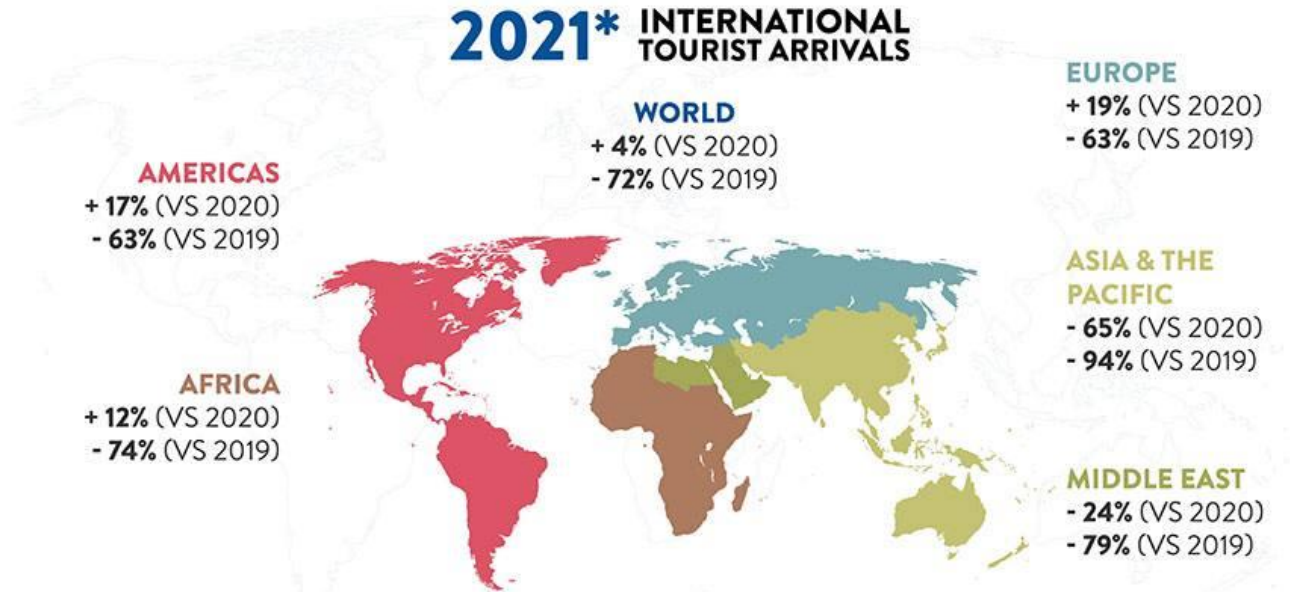 2021* INTERNATIONAL
TOURIST ARRIVALS
WORLD
+ 4% (VS 2020)
- 72% (VS 2019)
EUROPE
+ 19% (VS 2020)
- 63% (VS 2019)
AMERICAS
+ 17% (VS 2020)
- 63% (VS 2019)
ASIA & THE
PACIFIC
- 65% (VS 2020)
- 94% (VS 2019)
AFRICA
+ 12% (VS 2020)
- 74% (VS 2019)
MIDDLE EAST
- 24% (VS 2020)
- 79% (VS 2019)